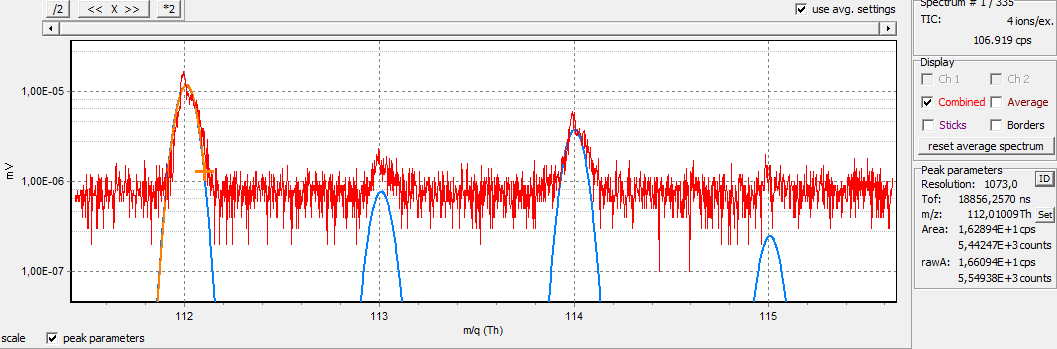 /2 << X >> *2
use avg. settings
1,00E-05
1,00E-06
1,00E-07
mV
112 113 114 115
m/q (Th)
scale peak parameters
Spectrum # 1 / 335
TIC: 4 ions/ex.
106.919 cps
Display
Ch 1 Ch 2
Combined Average
Sticks Borders
reset average spectrum
Peak parameters
ID
Resolution: 1073,0
Tof: 18856,2570 ns
m/z: 112,01009 Th Set
Area: 1,62894E+1 cps
5,44247E+3 counts
rawA: 1,66094E+1 cps
5,54938E+3 counts